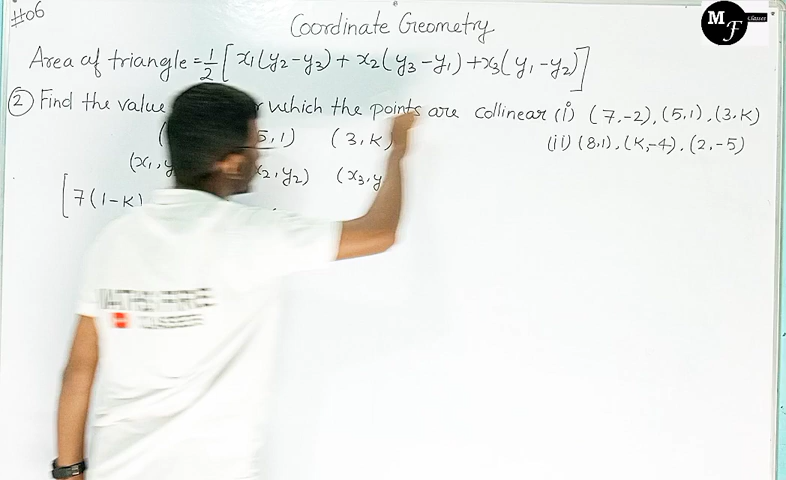 #06
Coordinate Geometry
M F Classes
Area of triangle = 1/2 [ x1(y2-y3) + x2(y3-y1) + x3(y1-y2) ]
② Find the value which the points are collinear (i) (7,-2), (5,1), (3,K)
5,1) (3,K)
(ii) (8,1), (K,-4), (2,-5)
(x1,y x2,y2) (x3,y
[7(1-K)
CLASSES